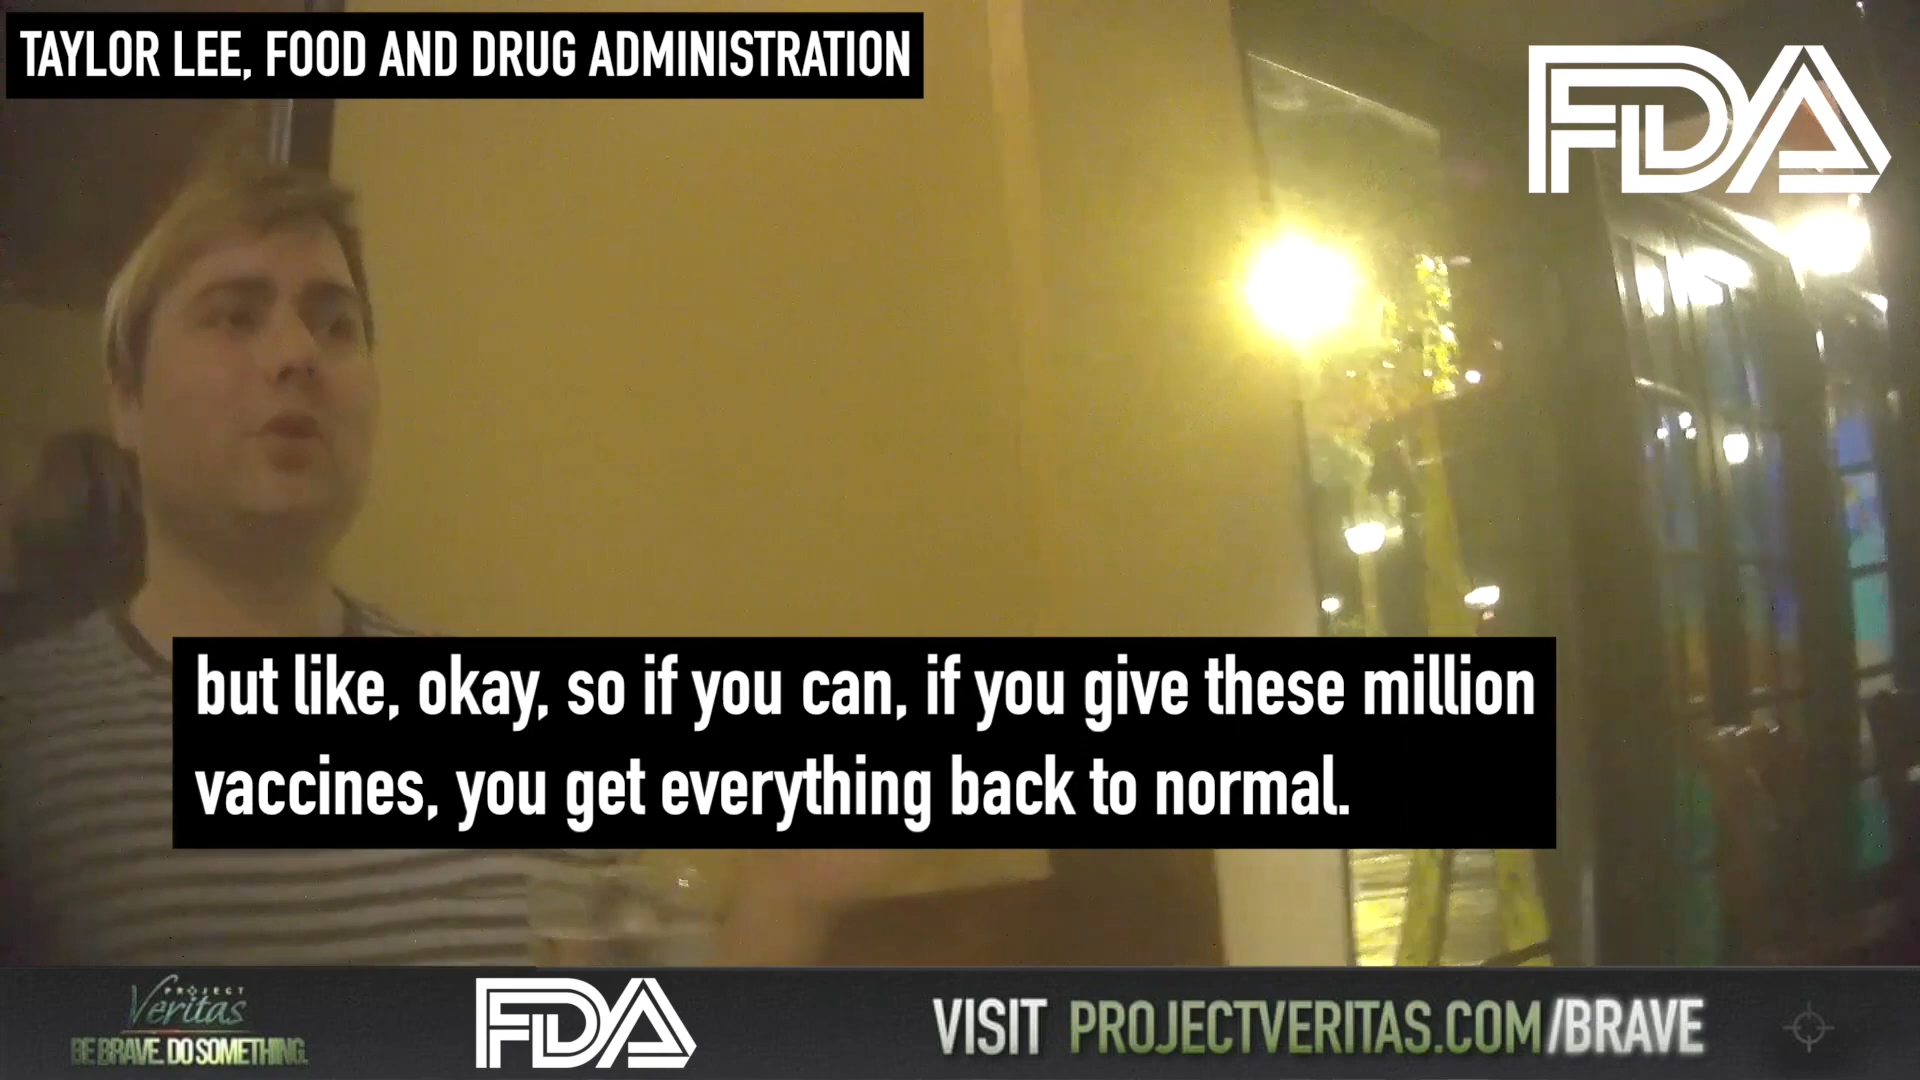 TAYLOR LEE, FOOD AND DRUG ADMINISTRATION
FDA
but like, okay, so if you can, if you give these million
vaccines, you get everything back to normal.
PROJECT
Veritas
BE BRAVE. DO SOMETHING.
FDA
VISIT PROJECTVERITAS.COM/BRAVE